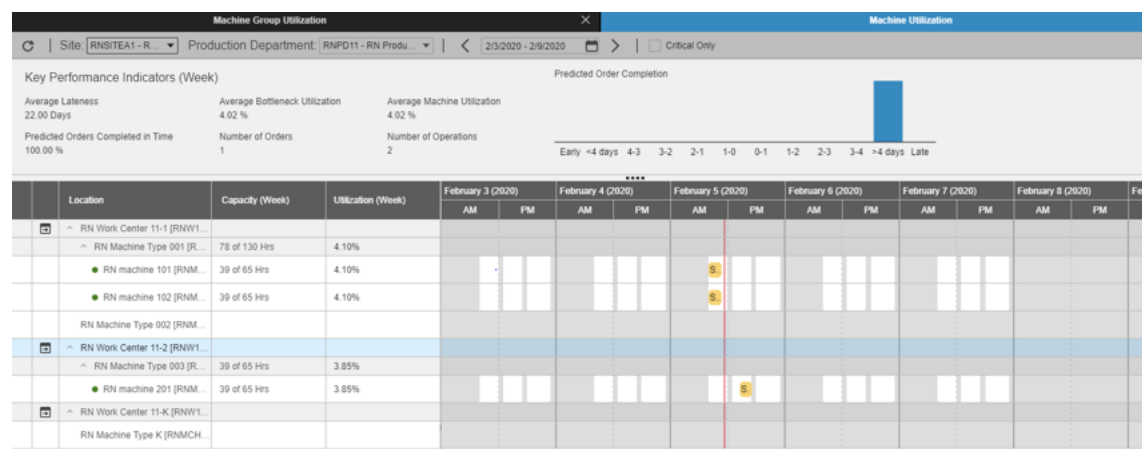 Machine Group Utilization
Machine Utilization
Site: RNSITEA1 - R...
Production Department: RNPD11 - RN Produ...
2/3/2020 - 2/9/2020
Critical Only
Key Performance Indicators (Week)
Predicted Order Completion
Average Lateness
Average Bottleneck Utilization
Average Machine Utilization
22.00 Days
4.02 %
4.02 %
Predicted Orders Completed in Time
Number of Orders
Number of Operations
100.00 %
1
2
Early <4 days 4-3 3-2 2-1 1-0 0-1 1-2 2-3 3-4 >4 days Late
Location
Capacity (Week)
Utilization (Week)
February 3 (2020) February 4 (2020) February 5 (2020) February 6 (2020) February 7 (2020) February 8 (2020) Fe
AM PM AM PM AM PM AM PM AM PM AM PM
RN Work Center 11-1 [RNW1...
RN Machine Type 001 [R... 78 of 130 Hrs 4.10%
RN machine 101 [RNM... 39 of 65 Hrs 4.10% S..
RN machine 102 [RNM... 39 of 65 Hrs 4.10% S..
RN Machine Type 002 [RNM...
RN Work Center 11-2 [RNW1...
RN Machine Type 003 [R... 39 of 65 Hrs 3.85%
RN machine 201 [RNM... 39 of 65 Hrs 3.85% S.
RN Work Center 11-K [RNW1...
RN Machine Type K [RNMCH...